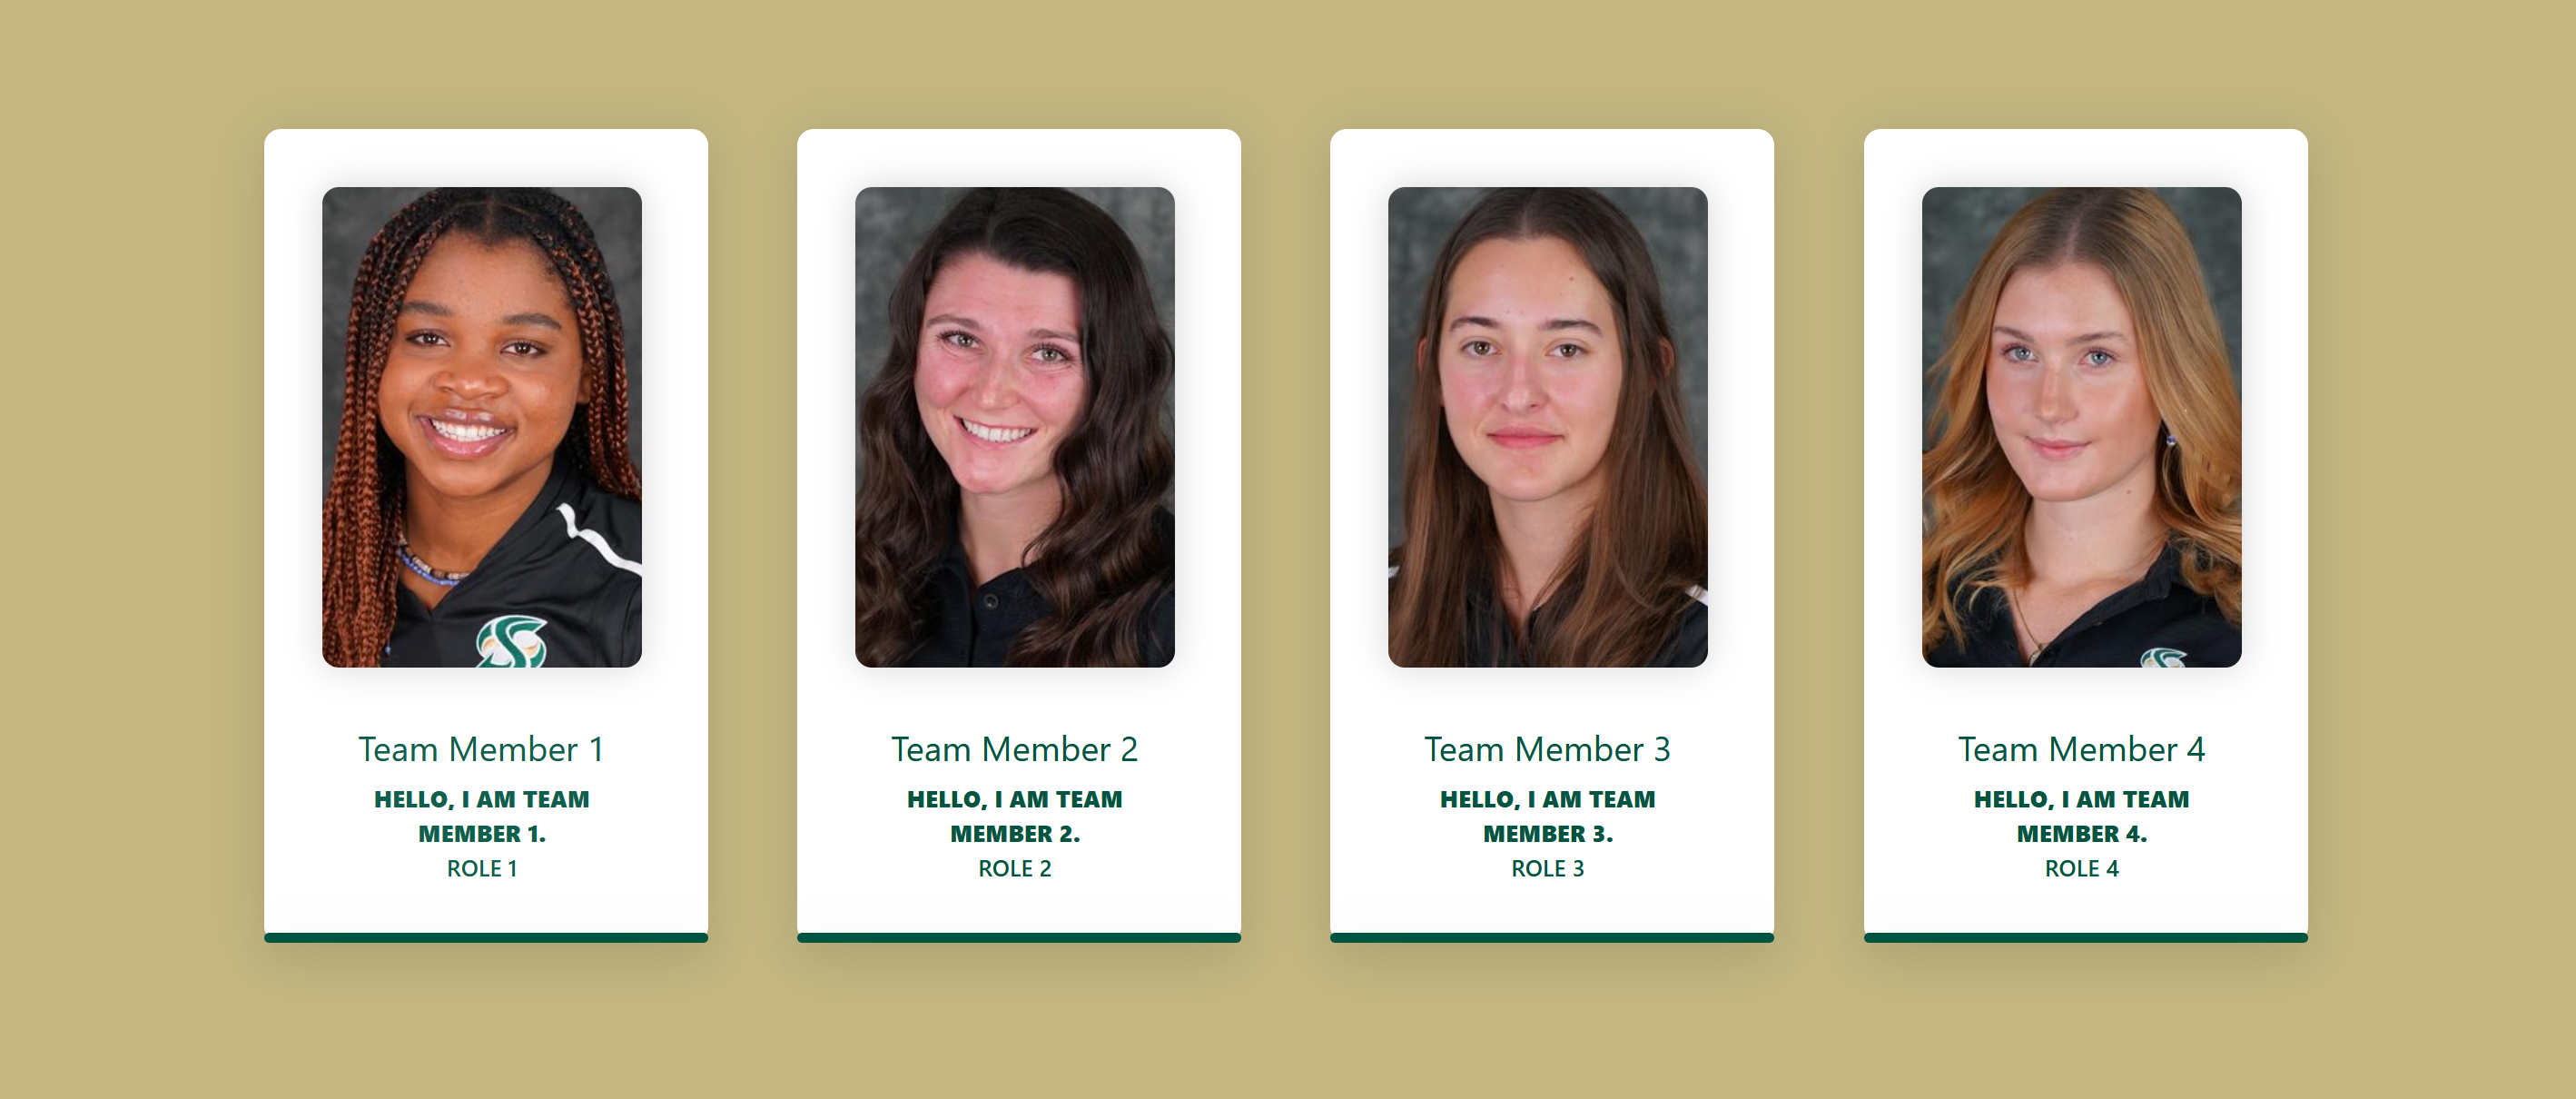 Team Member 1
HELLO, I AM TEAM
MEMBER 1.
ROLE 1
Team Member 2
HELLO, I AM TEAM
MEMBER 2.
ROLE 2
Team Member 3
HELLO, I AM TEAM
MEMBER 3.
ROLE 3
Team Member 4
HELLO, I AM TEAM
MEMBER 4.
ROLE 4